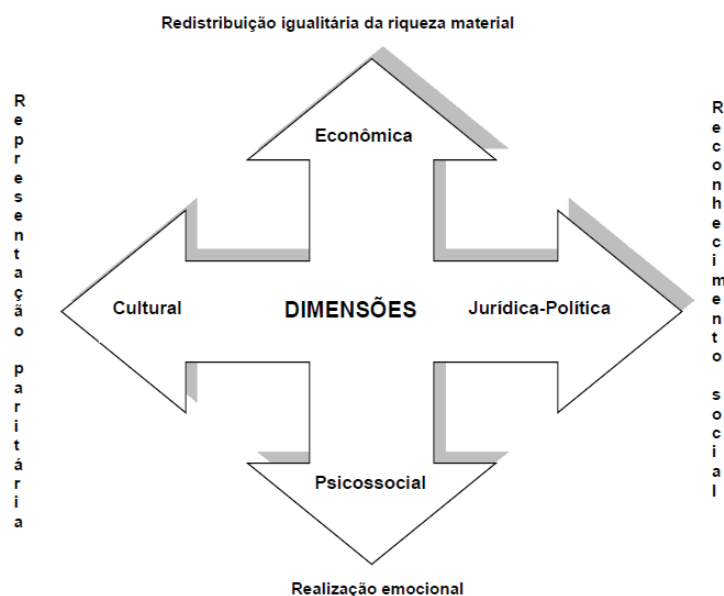 Redistribuição igualitária da riqueza material
Representação paritária
Reconhecimento social
Econômica
Cultural
DIMENSÕES
Jurídica-Política
Psicossocial
Realização emocional